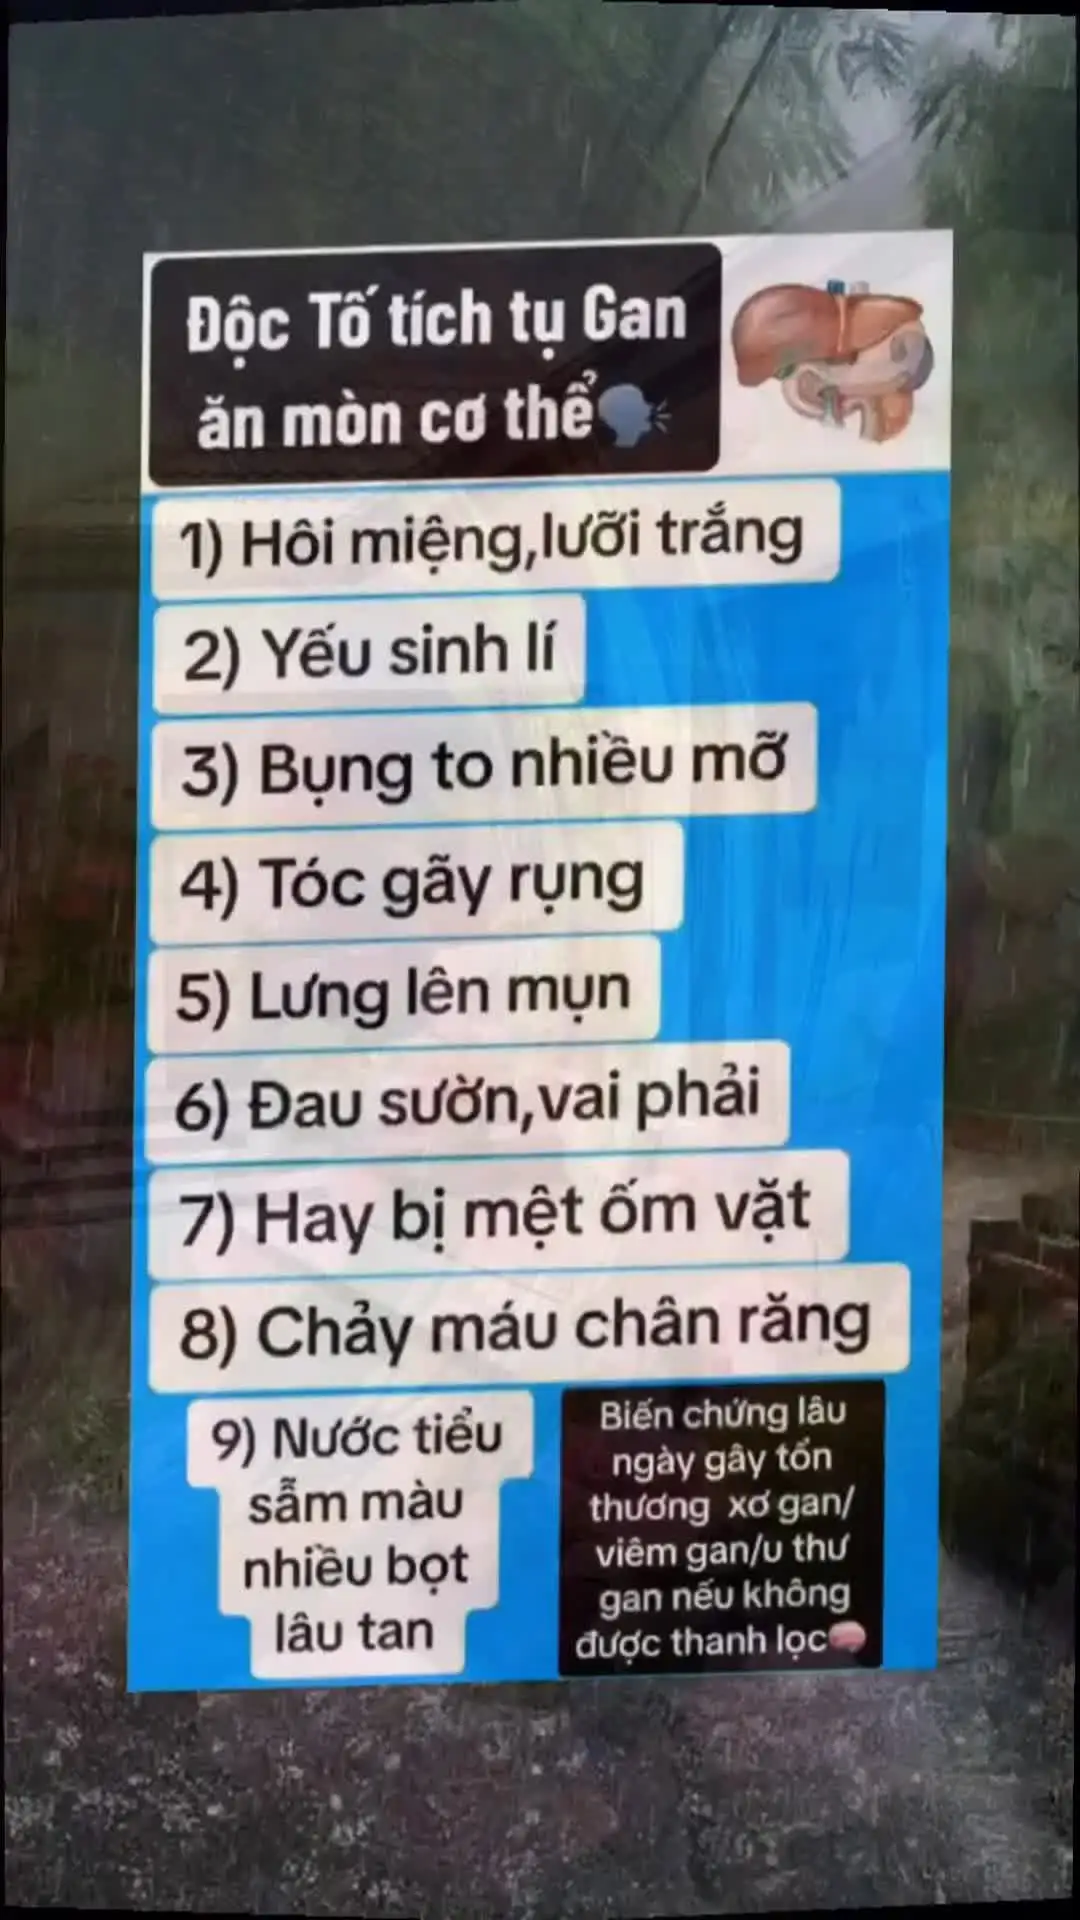 Độc Tố tích tụ Gan
ăn mòn cơ thể
1) Hôi miệng,lưỡi trắng
2) Yếu sinh lí
3) Bụng to nhiều mỡ
4) Tóc gãy rụng
5) Lưng lên mụn
6) Đau sườn,vai phải
7) Hay bị mệt ốm vặt
8) Chảy máu chân răng
9) Nước tiểu
sẫm màu
nhiều bọt
lâu tan
Biến chứng lâu
ngày gây tổn
thương xơ gan/
viêm gan/u thư
gan nếu không
được thanh lọc